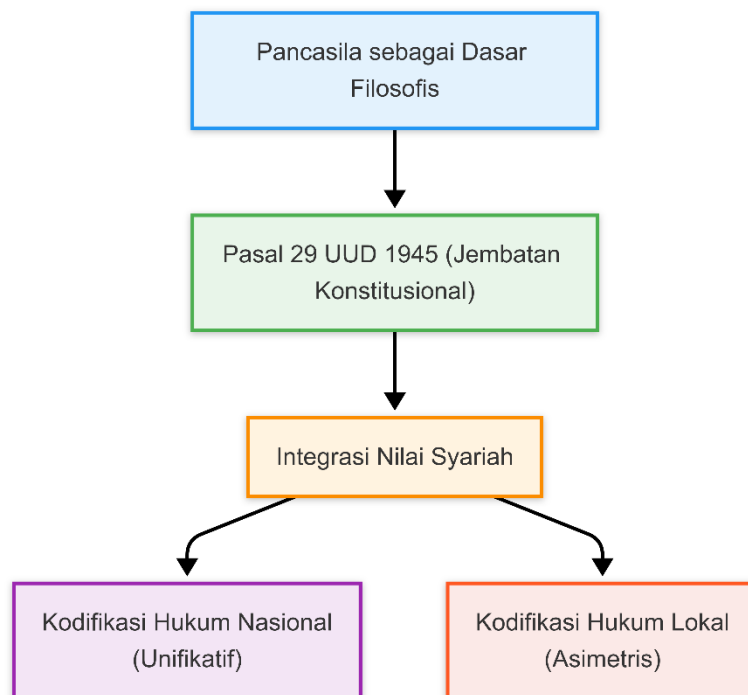 Pancasila sebagai Dasar
Filosofis
Pasal 29 UUD 1945 (Jembatan
Konstitusional)
Integrasi Nilai Syariah
Kodifikasi Hukum Nasional
(Unifikatif)
Kodifikasi Hukum Lokal
(Asimetris)